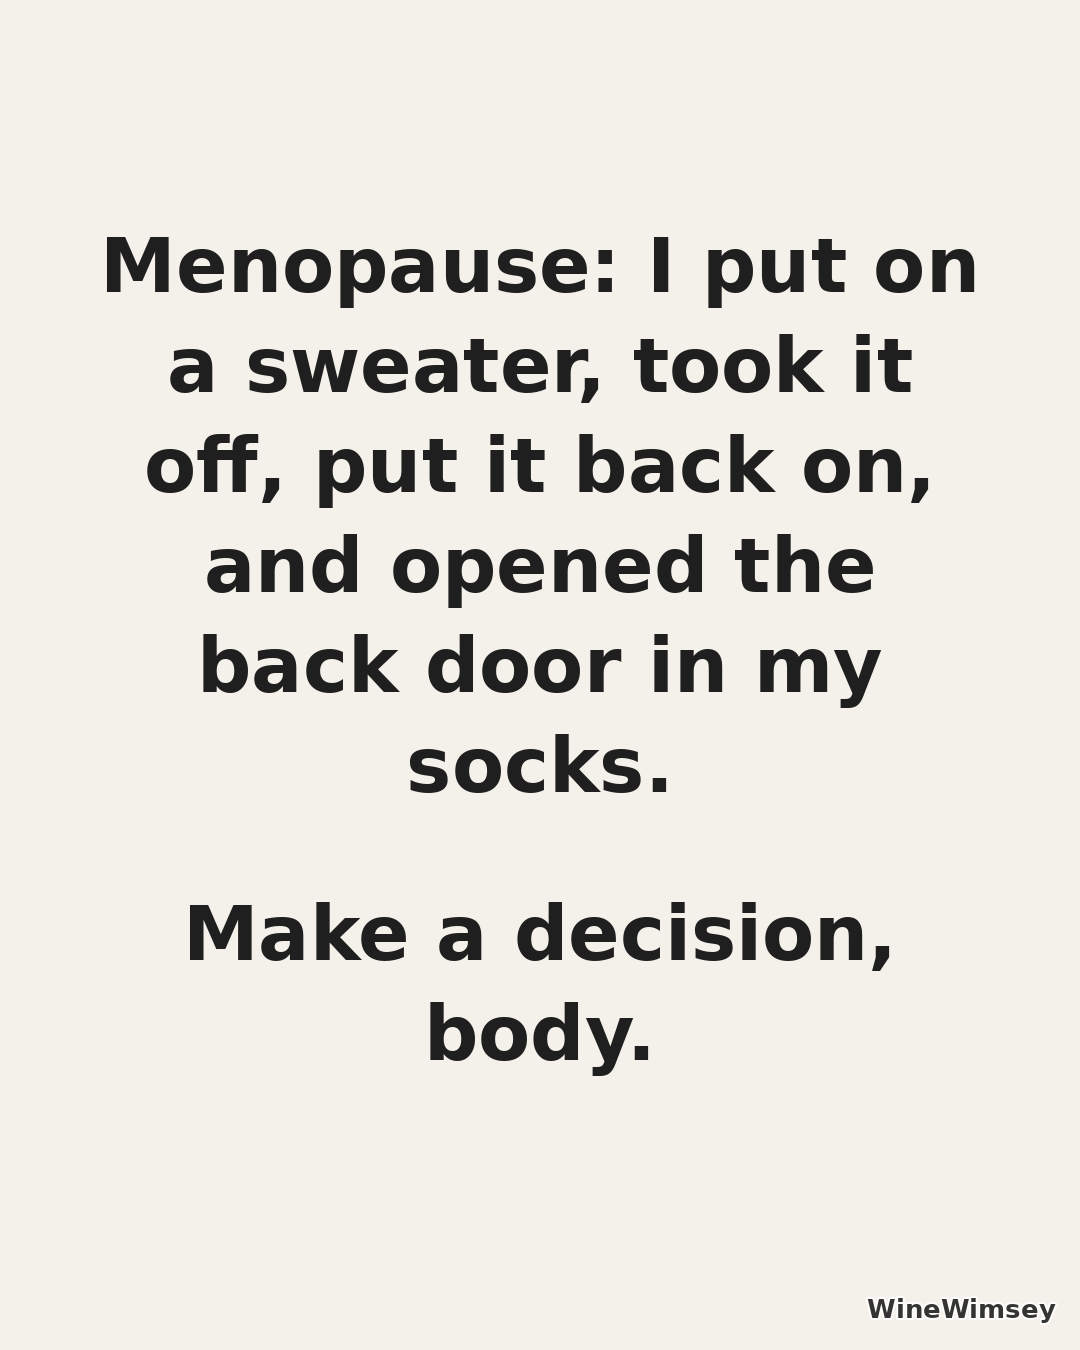 Menopause: I put on
a sweater, took it
off, put it back on,
and opened the
back door in my
socks.
Make a decision,
body.
WineWimsey